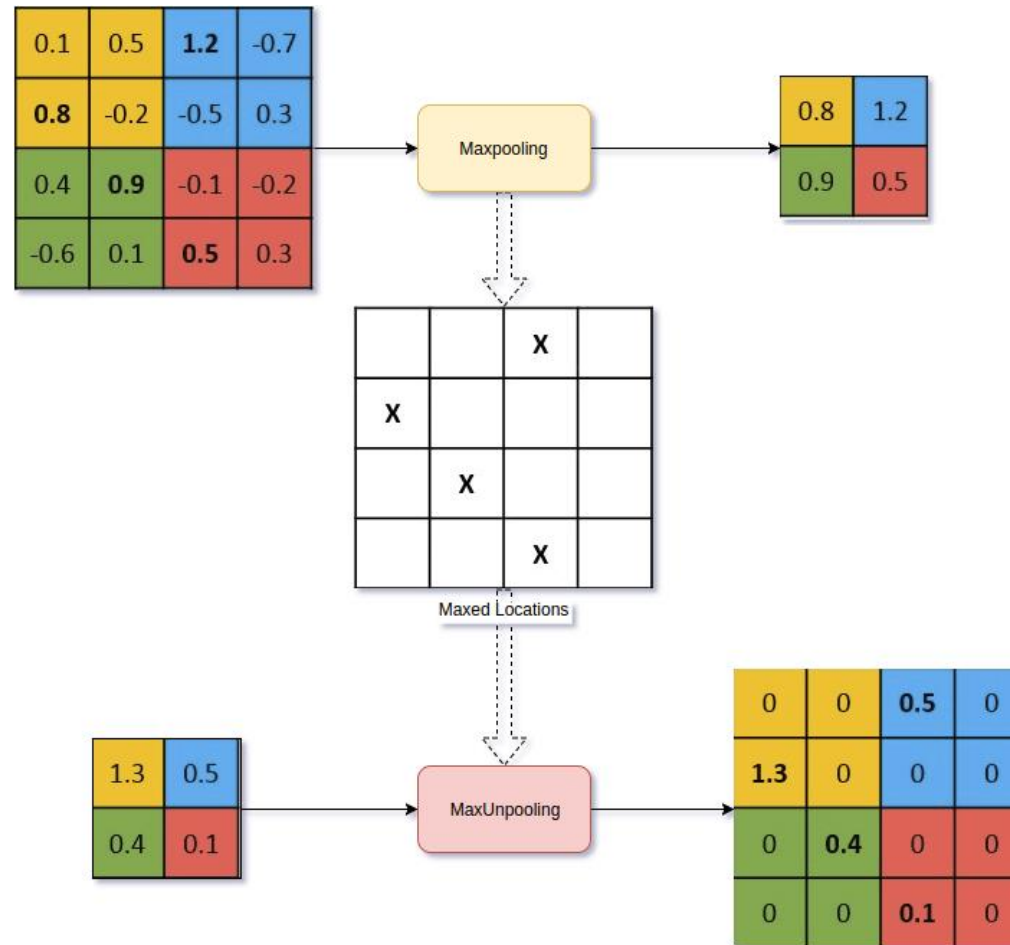 0.1 0.5 1.2 -0.7
0.8 -0.2 -0.5 0.3
0.4 0.9 -0.1 -0.2
-0.6 0.1 0.5 0.3
Maxpooling
0.8 1.2
0.9 0.5
X
X
X
X
Maxed Locations
1.3 0.5
0.4 0.1
MaxUnpooling
0 0 0.5 0
1.3 0 0 0
0 0.4 0 0
0 0 0.1 0